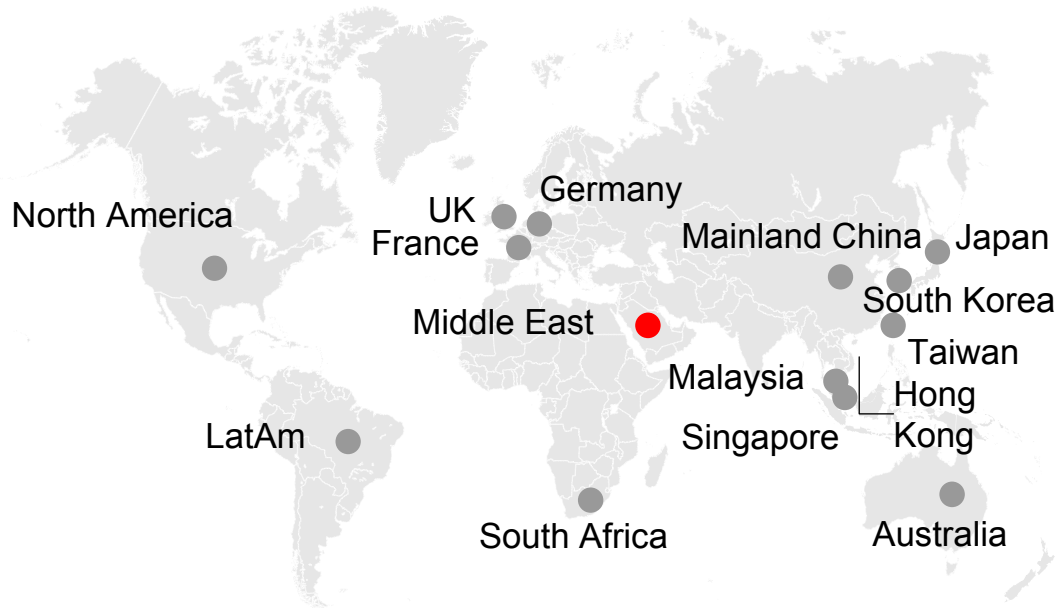 Germany
UK
North America
France
Mainland China
Japan
South Korea
Middle East
Taiwan
Malaysia
Hong
Kong
LatAm
Singapore
South Africa
Australia